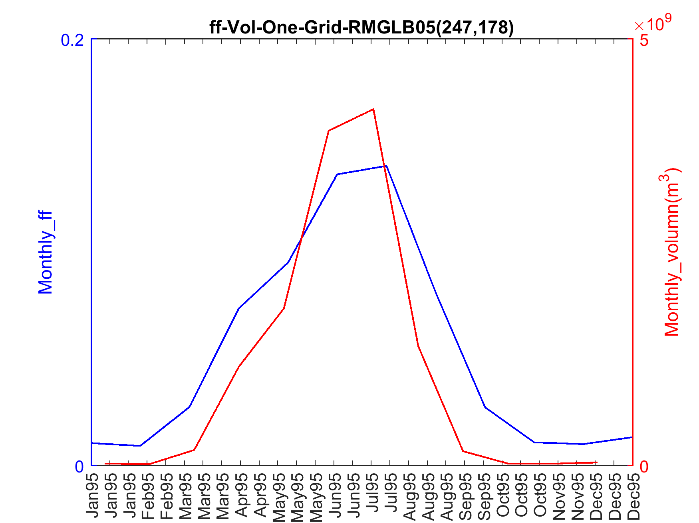 ff-Vol-One-Grid-RMGLB05(247,178)
×10⁹
0.2
5
Monthly_ff
Monthly_volumn(m³)
0
0
Jan95
Jan95
Jan95
Feb95
Feb95
Mar95
Mar95
Mar95
Apr95
Apr95
May95
May95
May95
Jun95
Jun95
Jul95
Jul95
Aug95
Aug95
Aug95
Sep95
Sep95
Oct95
Oct95
Oct95
Nov95
Nov95
Dec95
Dec95
Dec95